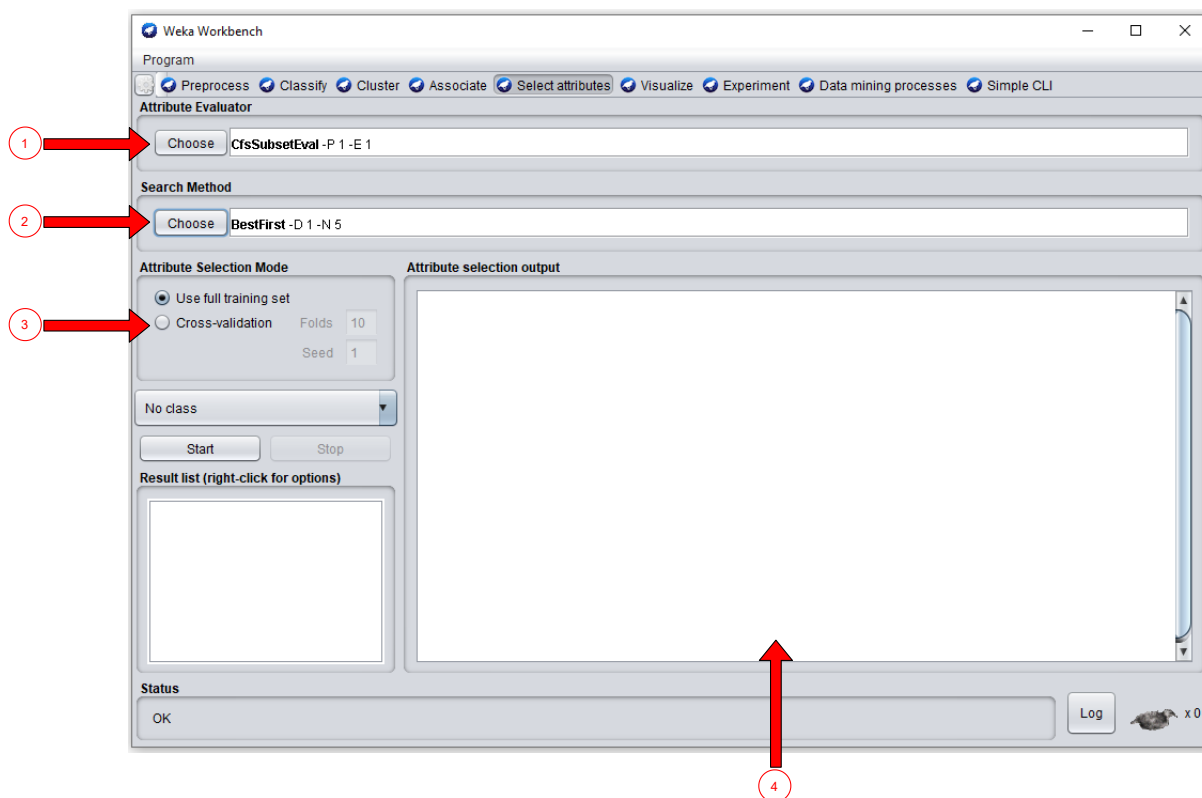 Weka Workbench
Program
Preprocess Classify Cluster Associate Select attributes Visualize Experiment Data mining processes Simple CLI
Attribute Evaluator
1
Choose CfsSubsetEval -P 1 -E 1
Search Method
2
Choose BestFirst -D 1 -N 5
Attribute Selection Mode
Attribute selection output
Use full training set
3
Cross-validation Folds 10
Seed 1
No class
Start Stop
Result list (right-click for options)
Status
OK
Log
x 0
4